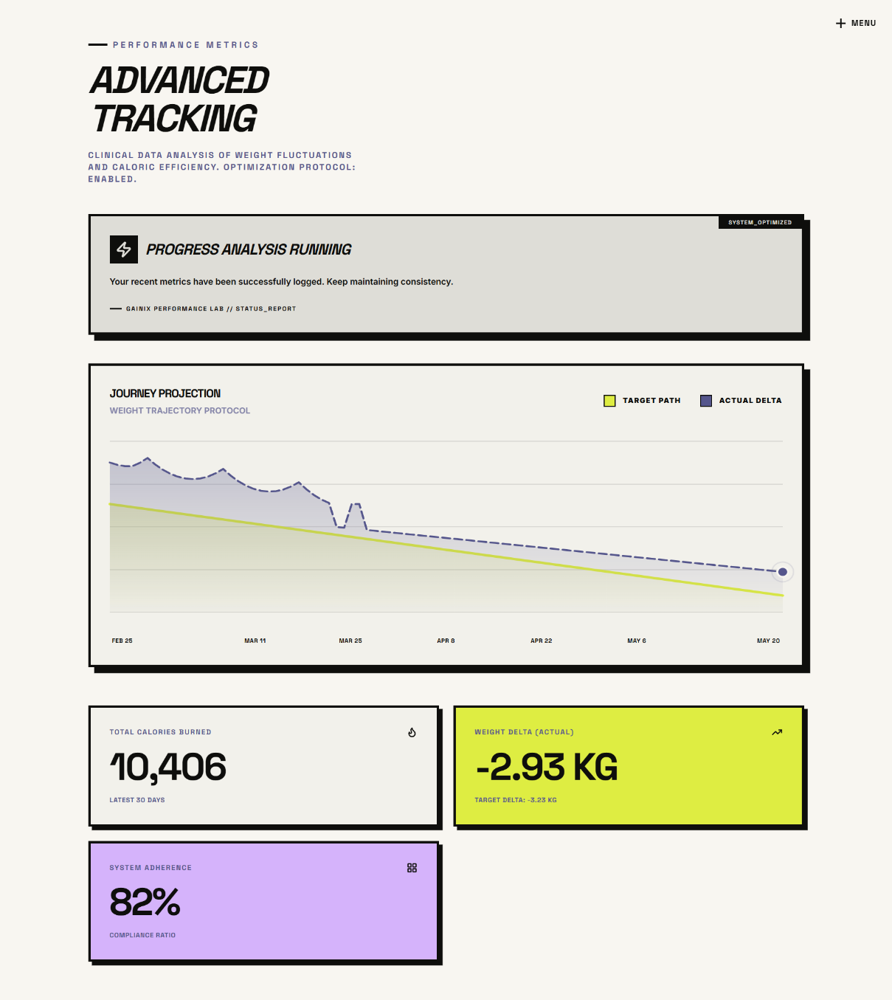 MENU
PERFORMANCE METRICS
ADVANCED
TRACKING
CLINICAL DATA ANALYSIS OF WEIGHT FLUCTUATIONS
AND CALORIC EFFICIENCY. OPTIMIZATION PROTOCOL:
ENABLED.
SYSTEM_OPTIMIZED
PROGRESS ANALYSIS RUNNING
Your recent metrics have been successfully logged. Keep maintaining consistency.
GAINIX PERFORMANCE LAB // STATUS_REPORT
JOURNEY PROJECTION
WEIGHT TRAJECTORY PROTOCOL
TARGET PATH
ACTUAL DELTA
FEB 25
MAR 11
MAR 25
APR 8
APR 22
MAY 6
MAY 20
TOTAL CALORIES BURNED
10,406
LATEST 30 DAYS
WEIGHT DELTA (ACTUAL)
-2.93 KG
TARGET DELTA: -3.23 KG
SYSTEM ADHERENCE
82%
COMPLIANCE RATIO